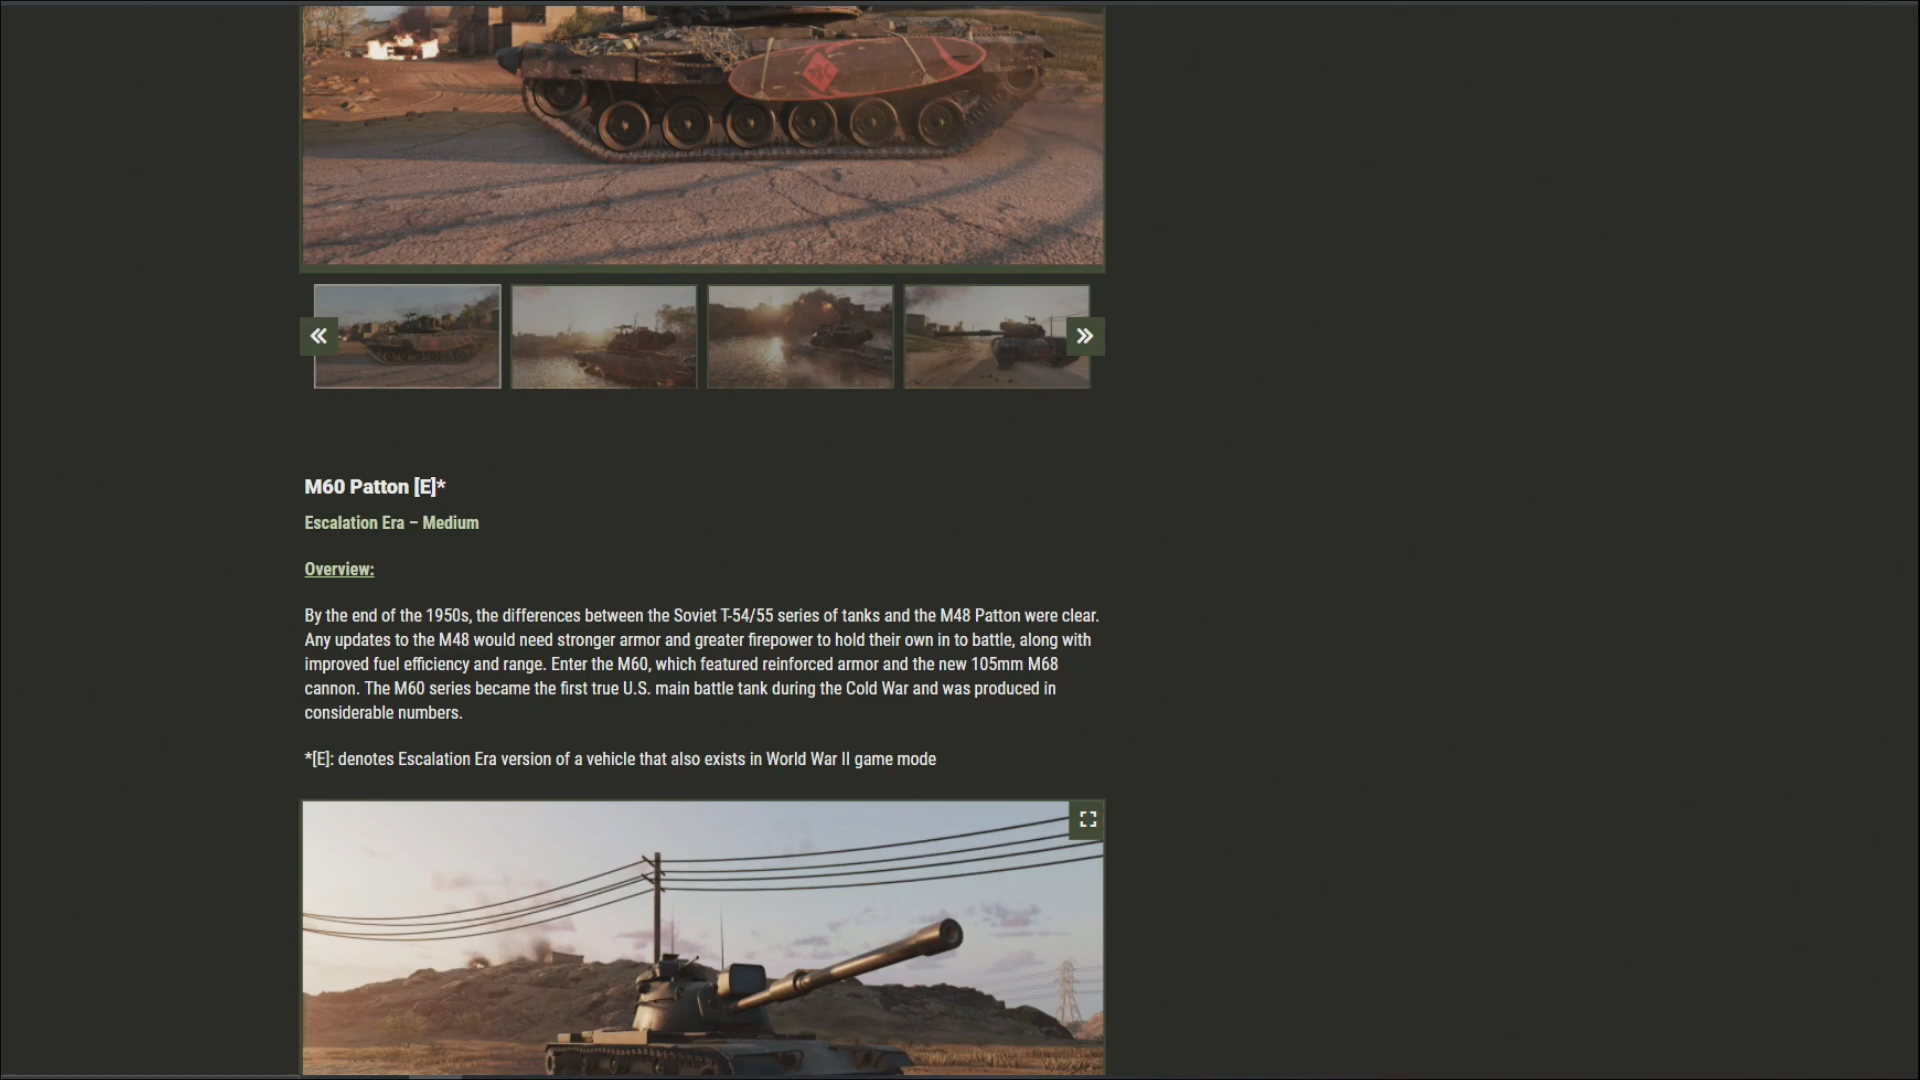 M60 Patton [E]*
Escalation Era – Medium
Overview:
By the end of the 1950s, the differences between the Soviet T-54/55 series of tanks and the M48 Patton were clear.
Any updates to the M48 would need stronger armor and greater firepower to hold their own in to battle, along with
improved fuel efficiency and range. Enter the M60, which featured reinforced armor and the new 105mm M68
cannon. The M60 series became the first true U.S. main battle tank during the Cold War and was produced in
considerable numbers.
*[E]: denotes Escalation Era version of a vehicle that also exists in World War II game mode